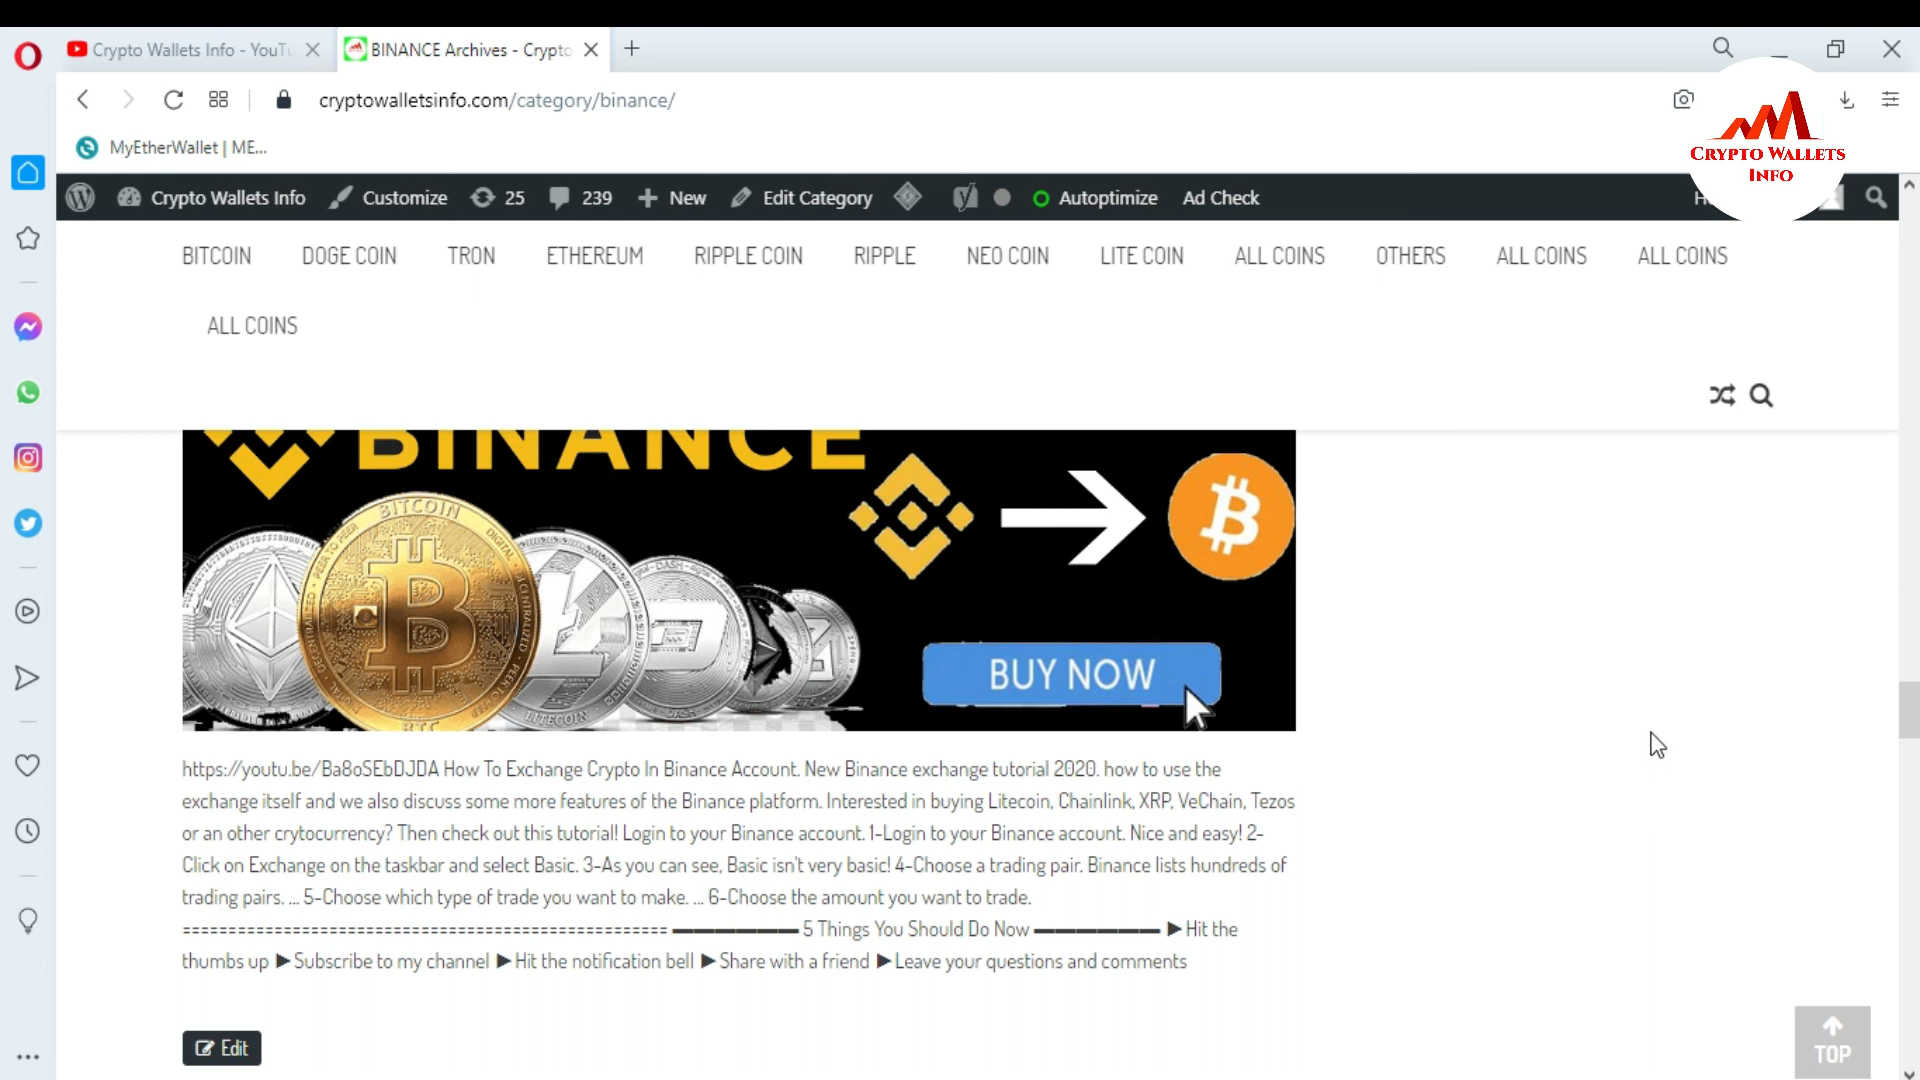 Crypto Wallets Info - YouTu
BINANCE Archives - Crypto
cryptowalletsinfo.com/category/binance/
MyEtherWallet | ME...
CRYPTO WALLETS
INFO
Crypto Wallets Info Customize 25 239 New Edit Category Autoptimize Ad Check
BITCOIN DOGE COIN TRON ETHEREUM RIPPLE COIN RIPPLE NEO COIN LITE COIN ALL COINS OTHERS ALL COINS ALL COINS
ALL COINS
BINANCE
BITCOIN
BUY NOW
LITECOIN
BTC
https://youtu.be/Ba8oSEbDJDA How To Exchange Crypto In Binance Account. New Binance exchange tutorial 2020. how to use the
exchange itself and we also discuss some more features of the Binance platform. Interested in buying Litecoin, Chainlink, XRP, VeChain, Tezos
or an other crytocurrency? Then check out this tutorial! Login to your Binance account. 1-Login to your Binance account. Nice and easy! 2-
Click on Exchange on the taskbar and select Basic. 3-As you can see, Basic isn't very basic! 4-Choose a trading pair. Binance lists hundreds of
trading pairs. ... 5-Choose which type of trade you want to make. ... 6-Choose the amount you want to trade.
===================================================== ▬▬▬▬▬▬▬ 5 Things You Should Do Now ▬▬▬▬▬▬▬ ►Hit the
thumbs up ►Subscribe to my channel ►Hit the notification bell ►Share with a friend ►Leave your questions and comments
Edit
TOP